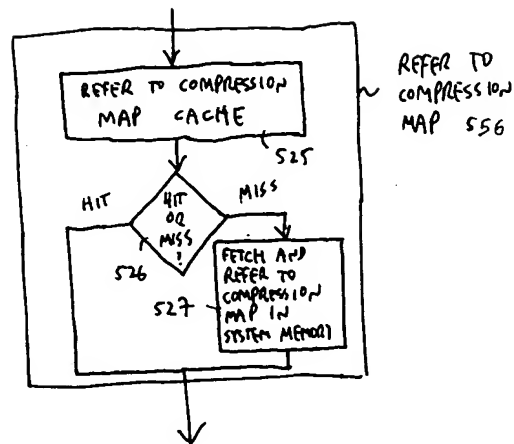 REFER TO COMPRESSION
MAP CACHE
525
REFER TO
COMPRESSION
MAP 556
HIT
MISS
HIT
OR
MISS
?
526
FETCH AND
REFER TO
COMPRESSION
MAP IN
SYSTEM MEMORY
527